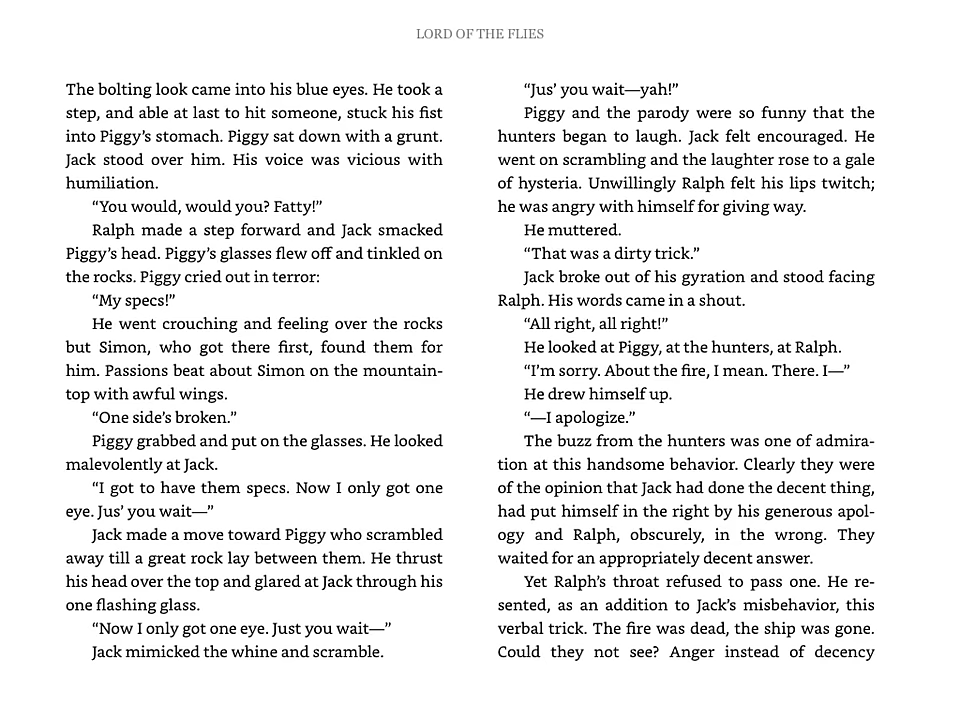 LORD OF THE FLIES
The bolting look came into his blue eyes. He took a
step, and able at last to hit someone, stuck his fist
into Piggy’s stomach. Piggy sat down with a grunt.
Jack stood over him. His voice was vicious with
humiliation.
“You would, would you? Fatty!”
Ralph made a step forward and Jack smacked
Piggy’s head. Piggy’s glasses flew off and tinkled on
the rocks. Piggy cried out in terror:
“My specs!”
He went crouching and feeling over the rocks
but Simon, who got there first, found them for
him. Passions beat about Simon on the mountain-
top with awful wings.
“One side’s broken.”
Piggy grabbed and put on the glasses. He looked
malevolently at Jack.
“I got to have them specs. Now I only got one
eye. Jus’ you wait—”
Jack made a move toward Piggy who scrambled
away till a great rock lay between them. He thrust
his head over the top and glared at Jack through his
one flashing glass.
“Now I only got one eye. Just you wait—”
Jack mimicked the whine and scramble.
“Jus’ you wait—yah!”
Piggy and the parody were so funny that the
hunters began to laugh. Jack felt encouraged. He
went on scrambling and the laughter rose to a gale
of hysteria. Unwillingly Ralph felt his lips twitch;
he was angry with himself for giving way.
He muttered.
“That was a dirty trick.”
Jack broke out of his gyration and stood facing
Ralph. His words came in a shout.
“All right, all right!”
He looked at Piggy, at the hunters, at Ralph.
“I’m sorry. About the fire, I mean. There. I—”
He drew himself up.
“—I apologize.”
The buzz from the hunters was one of admira-
tion at this handsome behavior. Clearly they were
of the opinion that Jack had done the decent thing,
had put himself in the right by his generous apol-
ogy and Ralph, obscurely, in the wrong. They
waited for an appropriately decent answer.
Yet Ralph’s throat refused to pass one. He re-
sented, as an addition to Jack’s misbehavior, this
verbal trick. The fire was dead, the ship was gone.
Could they not see? Anger instead of decency